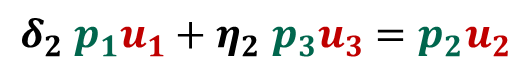 δ₂ p₁u₁ + η₂ p₃u₃ = p₂u₂